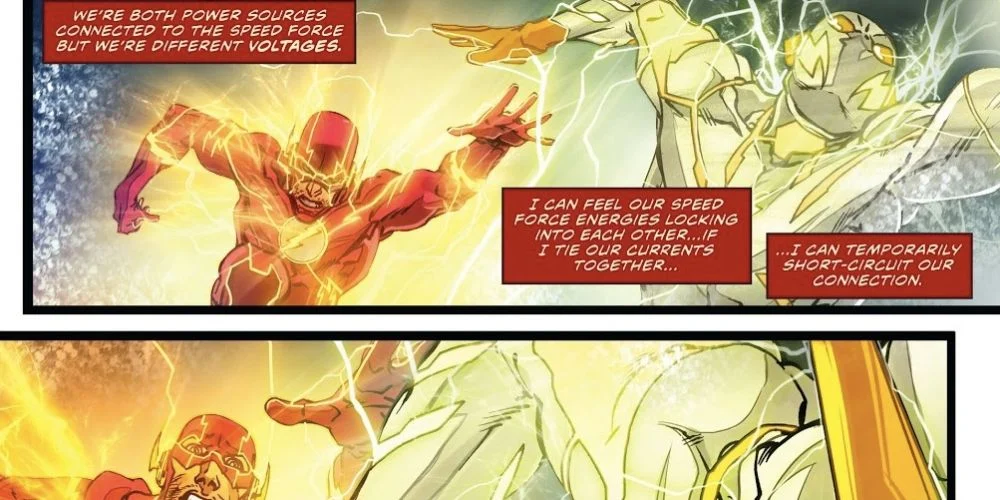 WE'RE BOTH POWER SOURCES
CONNECTED TO THE SPEED FORCE
BUT WE'RE DIFFERENT VOLTAGES.
I CAN FEEL OUR SPEED
FORCE ENERGIES LOCKING
INTO EACH OTHER...IF
I TIE OUR CURRENTS
TOGETHER...
...I CAN TEMPORARILY
SHORT-CIRCUIT OUR
CONNECTION.